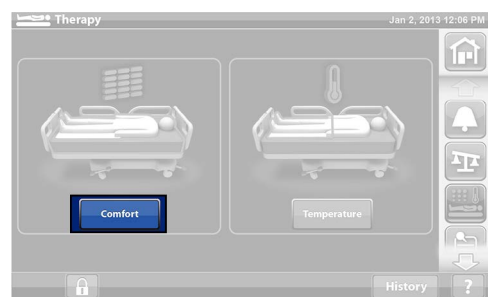 Therapy
Jan 2, 2013 12:06 PM
Comfort
Temperature
History
?